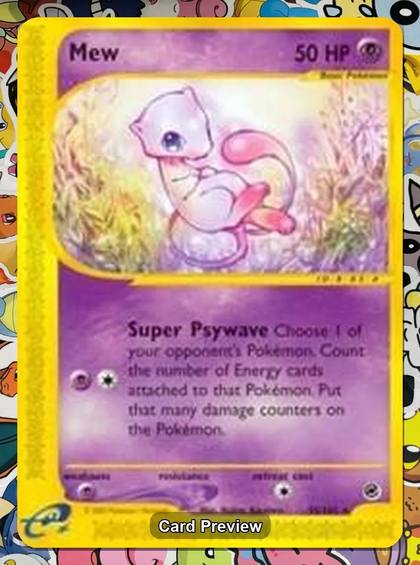 Mew 50 HP
Basic Pokémon
Super Psywave Choose 1 of
your opponent's Pokémon. Count
the number of Energy cards
attached to that Pokémon. Put
that many damage counters on
the Pokémon.
weakness resistance retreat cost
Card Preview